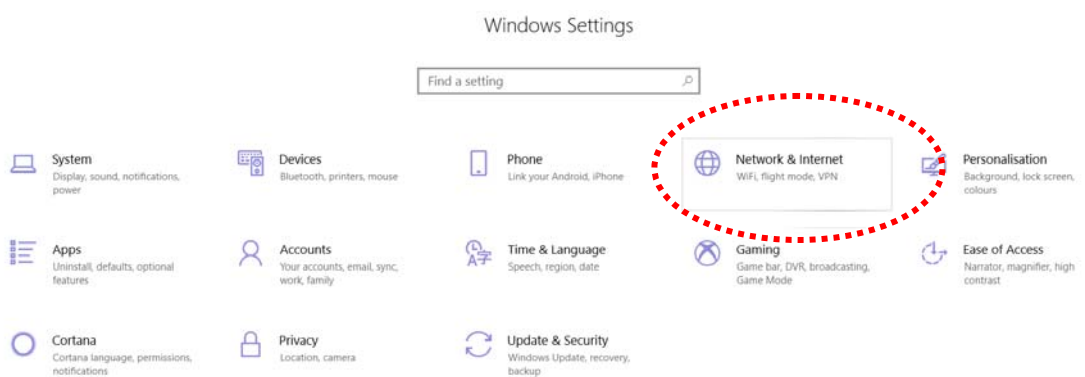 Windows Settings
Find a setting
System
Display, sound, notifications,
power
Devices
Bluetooth, printers, mouse
Phone
Link your Android, iPhone
Network & Internet
WiFi, flight mode, VPN
Personalisation
Background, lock screen,
colours
Apps
Uninstall, defaults, optional
features
Accounts
Your accounts, email, sync,
work, family
Time & Language
Speech, region, date
Gaming
Game bar, DVR, broadcasting,
Game Mode
Ease of Access
Narrator, magnifier, high
contrast
Cortana
Cortana language, permissions,
notifications
Privacy
Location, camera
Update & Security
Windows Update, recovery,
backup